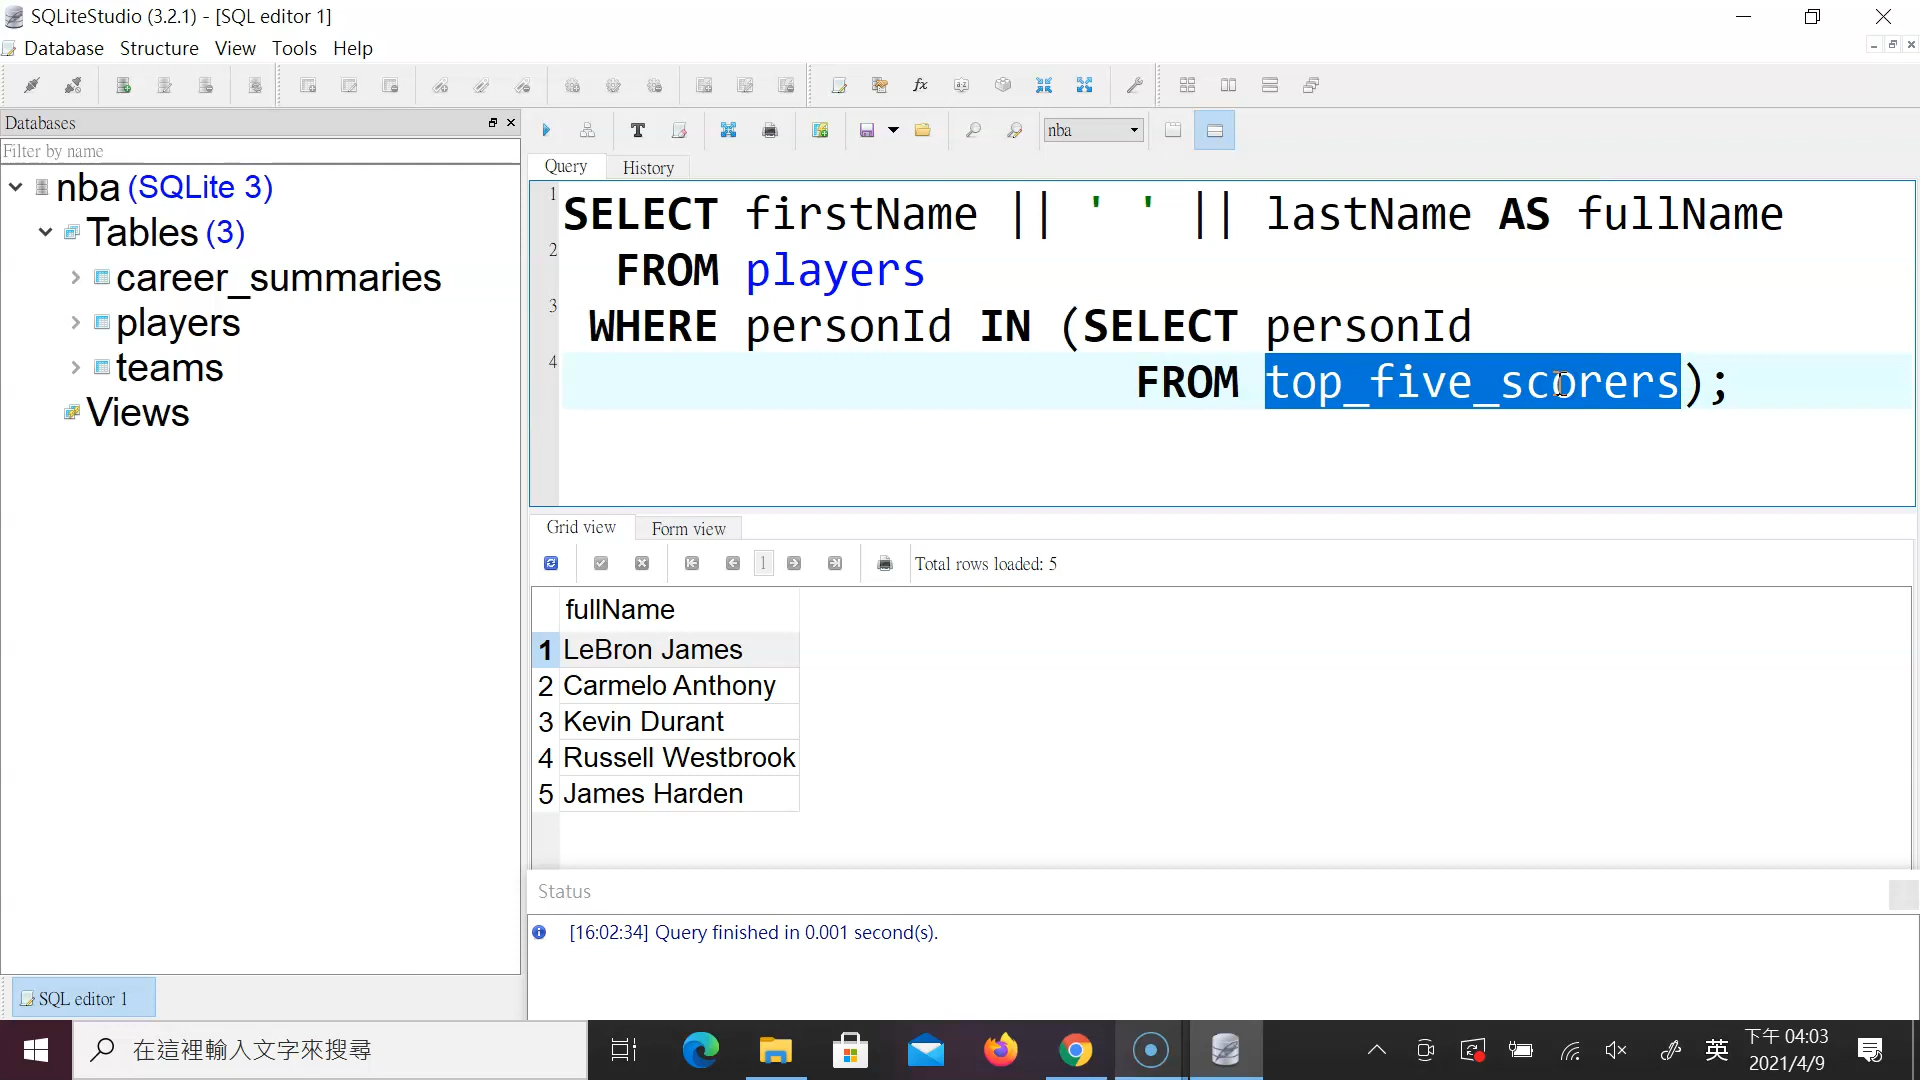 SQLiteStudio (3.2.1) - [SQL editor 1]
Database Structure View Tools Help
Databases
Filter by name
nba (SQLite 3)
Tables (3)
career_summaries
players
teams
Views
nba
Query History
1 SELECT firstName || ' ' || lastName AS fullName
2 FROM players
3 WHERE personId IN (SELECT personId
4 FROM top_five_scorers);
Grid view Form view
1 Total rows loaded: 5
fullName
1 LeBron James
2 Carmelo Anthony
3 Kevin Durant
4 Russell Westbrook
5 James Harden
Status
[16:02:34] Query finished in 0.001 second(s).
SQL editor 1
在這裡輸入文字來搜尋
英
下午 04:03
2021/4/9